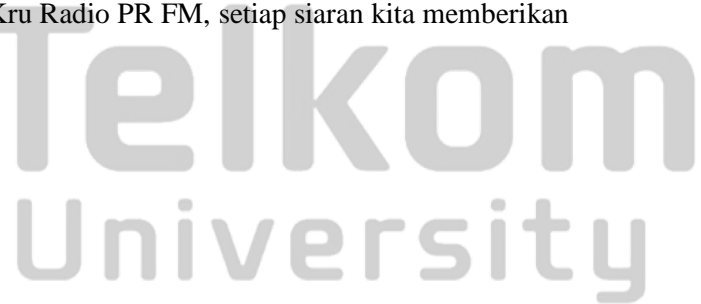 Kru Radio PR FM, setiap siaran kita memberikan
Telkom
University